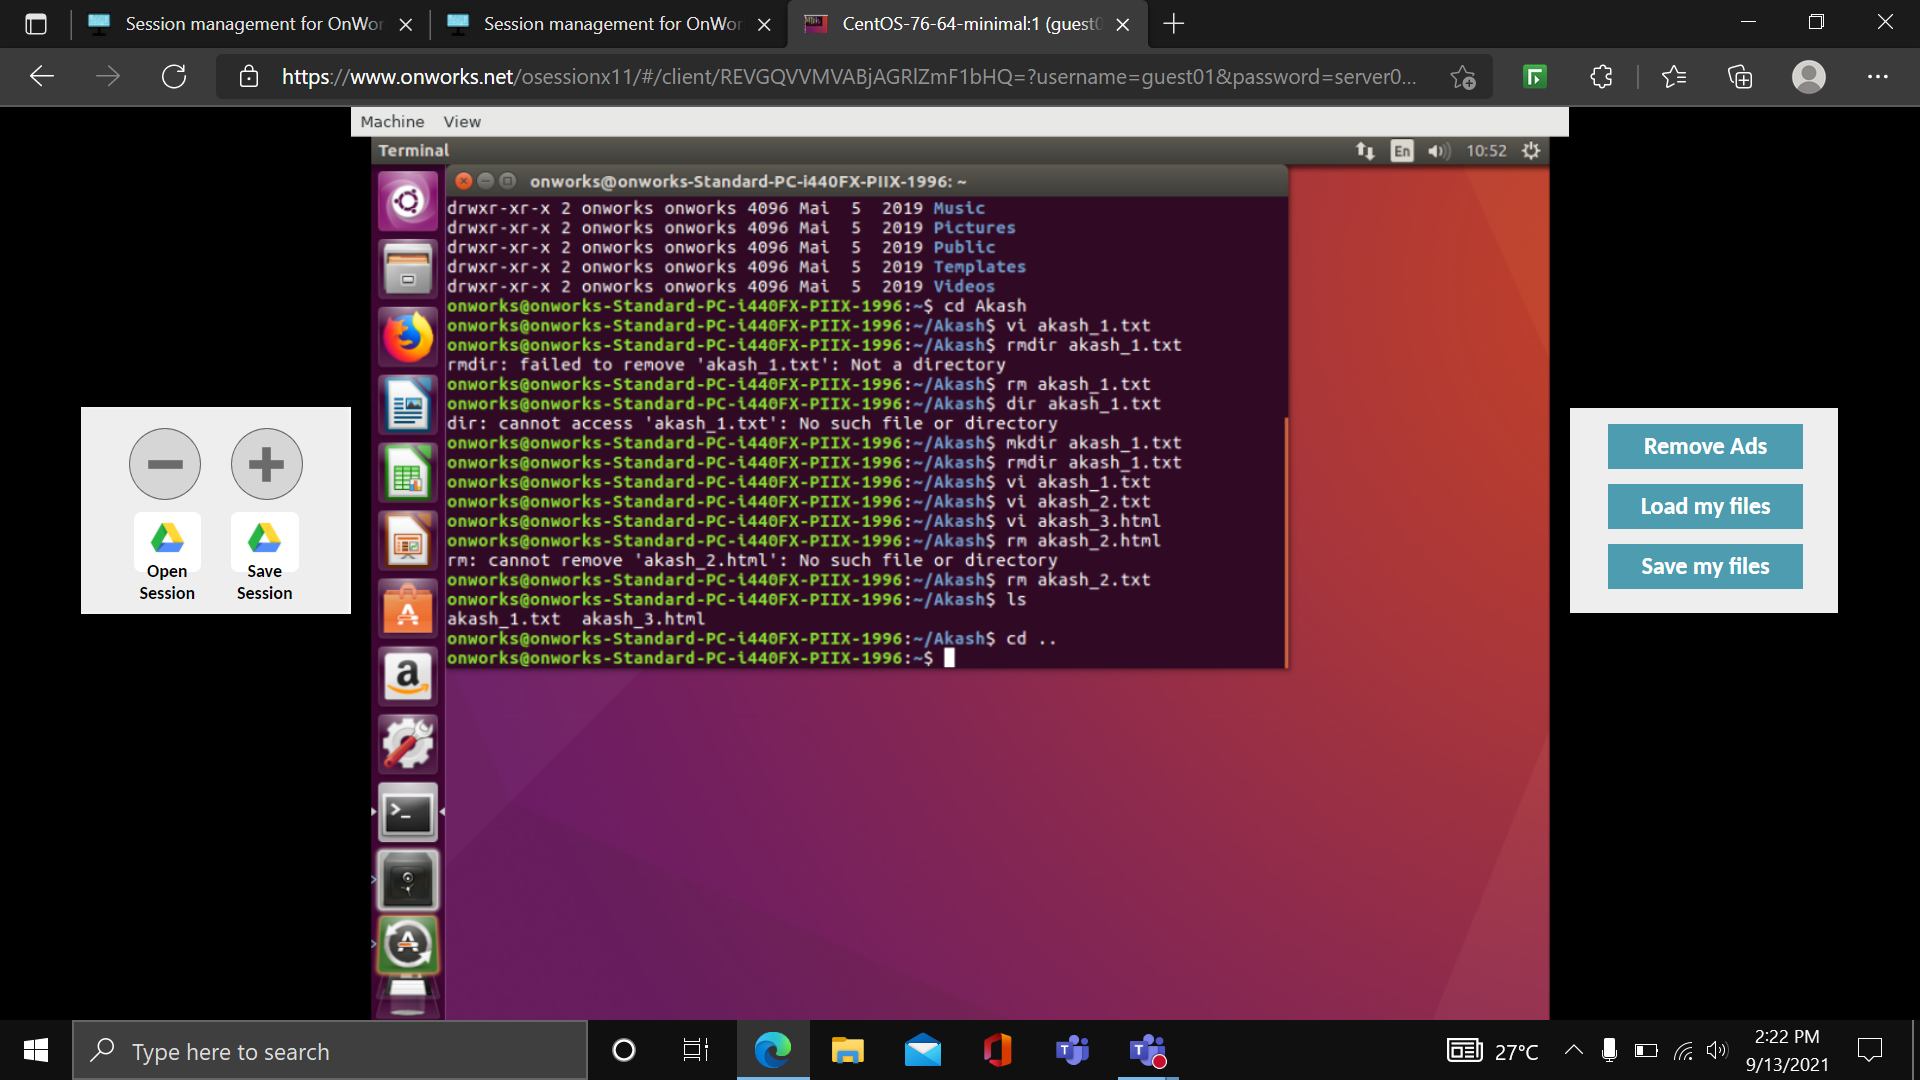 Session management for OnWor
Session management for OnWor
CentOS-76-64-minimal:1 (guest0
https://www.onworks.net/osessionx11/#/client/REVGQVVMVABjAGRlZmF1bHQ=?username=guest01&password=server0...
Machine View
Terminal
En
10:52
onworks@onworks-Standard-PC-i440FX-PIIX-1996: ~
drwxr-xr-x 2 onworks onworks 4096 Mai  5  2019 Music
drwxr-xr-x 2 onworks onworks 4096 Mai  5  2019 Pictures
drwxr-xr-x 2 onworks onworks 4096 Mai  5  2019 Public
drwxr-xr-x 2 onworks onworks 4096 Mai  5  2019 Templates
drwxr-xr-x 2 onworks onworks 4096 Mai  5  2019 Videos
onworks@onworks-Standard-PC-i440FX-PIIX-1996:~$ cd Akash
onworks@onworks-Standard-PC-i440FX-PIIX-1996:~/Akash$ vi akash_1.txt
onworks@onworks-Standard-PC-i440FX-PIIX-1996:~/Akash$ rmdir akash_1.txt
rmdir: failed to remove 'akash_1.txt': Not a directory
onworks@onworks-Standard-PC-i440FX-PIIX-1996:~/Akash$ rm akash_1.txt
onworks@onworks-Standard-PC-i440FX-PIIX-1996:~/Akash$ dir akash_1.txt
dir: cannot access 'akash_1.txt': No such file or directory
onworks@onworks-Standard-PC-i440FX-PIIX-1996:~/Akash$ mkdir akash_1.txt
onworks@onworks-Standard-PC-i440FX-PIIX-1996:~/Akash$ rmdir akash_1.txt
onworks@onworks-Standard-PC-i440FX-PIIX-1996:~/Akash$ vi akash_1.txt
onworks@onworks-Standard-PC-i440FX-PIIX-1996:~/Akash$ vi akash_2.txt
onworks@onworks-Standard-PC-i440FX-PIIX-1996:~/Akash$ vi akash_3.html
onworks@onworks-Standard-PC-i440FX-PIIX-1996:~/Akash$ rm akash_2.html
rm: cannot remove 'akash_2.html': No such file or directory
onworks@onworks-Standard-PC-i440FX-PIIX-1996:~/Akash$ rm akash_2.txt
onworks@onworks-Standard-PC-i440FX-PIIX-1996:~/Akash$ ls
akash_1.txt  akash_3.html
onworks@onworks-Standard-PC-i440FX-PIIX-1996:~/Akash$ cd ..
onworks@onworks-Standard-PC-i440FX-PIIX-1996:~$
Open
Session
Save
Session
Remove Ads
Load my files
Save my files
Type here to search
27°C
2:22 PM
9/13/2021